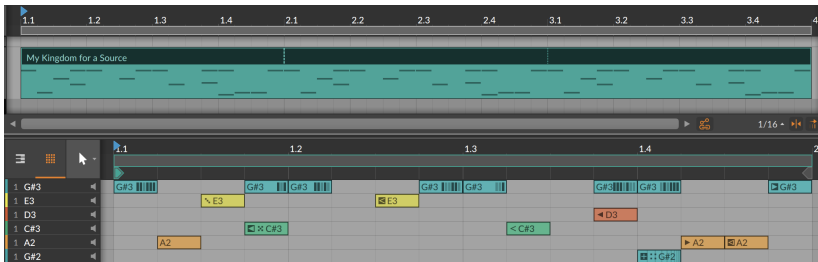 1.1 1.2 1.3 1.4 2.1 2.2 2.3 2.4 3.1 3.2 3.3 3.4 4
My Kingdom for a Source
1/16
1.1 1.2 1.3 1.4 2
1 G#3 G#3 G#3 G#3 G#3 G#3 G#3 G#3 G#3
1 E3 E3 E3
1 D3 D3
1 C#3 C#3 C#3
1 A2 A2 A2 A2
1 G#2 G#2